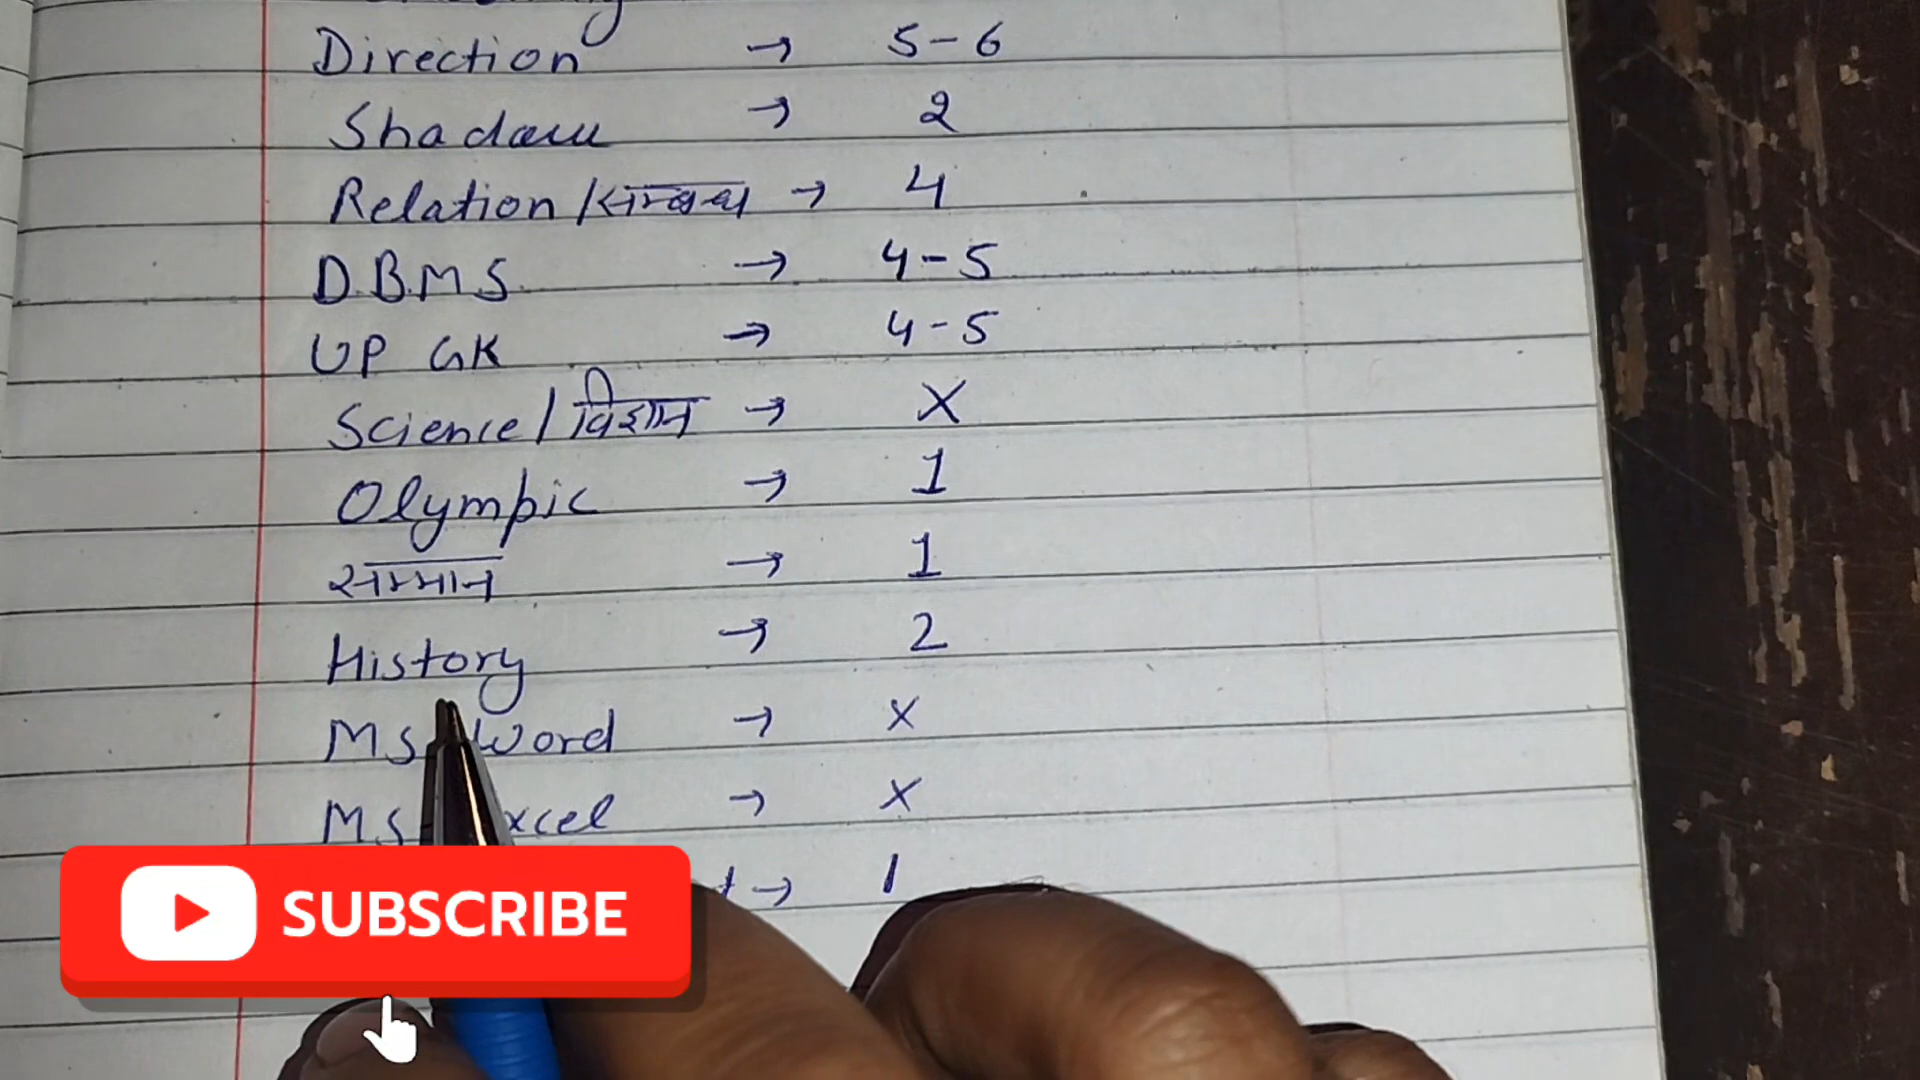 Direction → 5-6
Shadow → 2
Relation / सम्बन्ध → 4
D.B.M.S. → 4-5
UP GK → 4-5
Science / विज्ञान → X
Olympic → 1
सम्मान → 1
History → 2
MS Word → X
MS Excel → X
→ 1
SUBSCRIBE